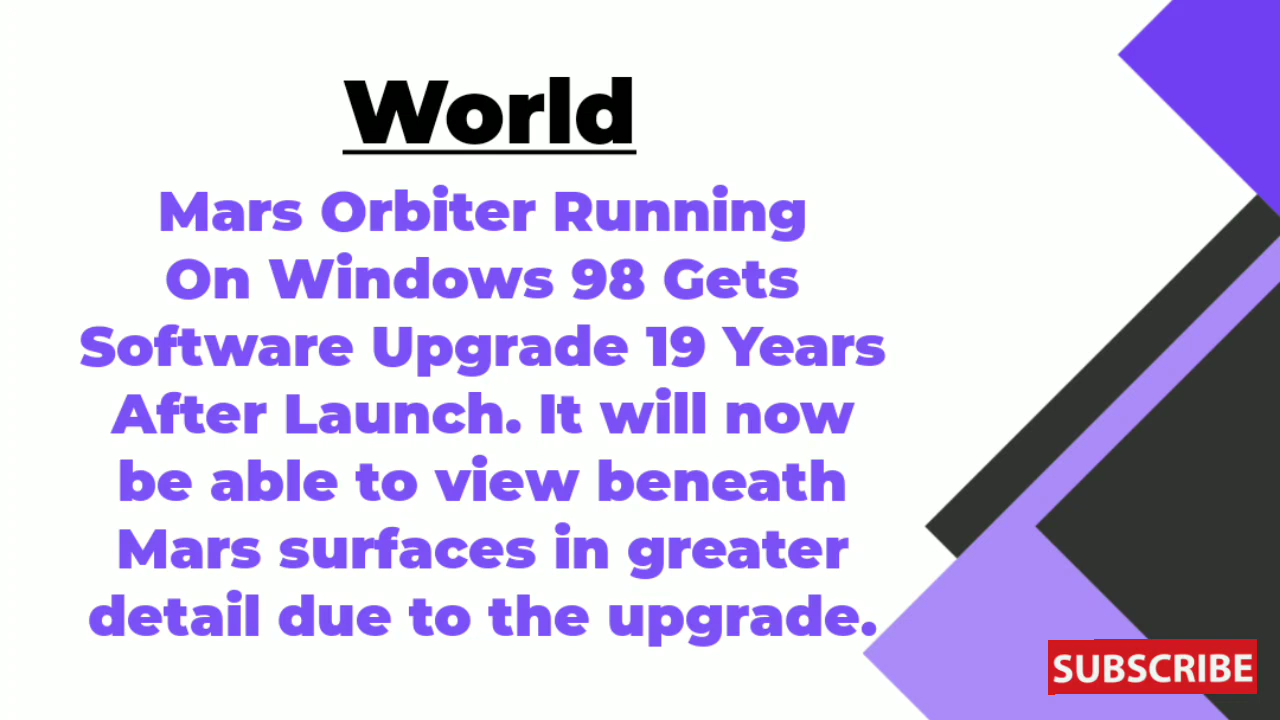 World
Mars Orbiter Running
On Windows 98 Gets
Software Upgrade 19 Years
After Launch. It will now
be able to view beneath
Mars surfaces in greater
detail due to the upgrade.
SUBSCRIBE